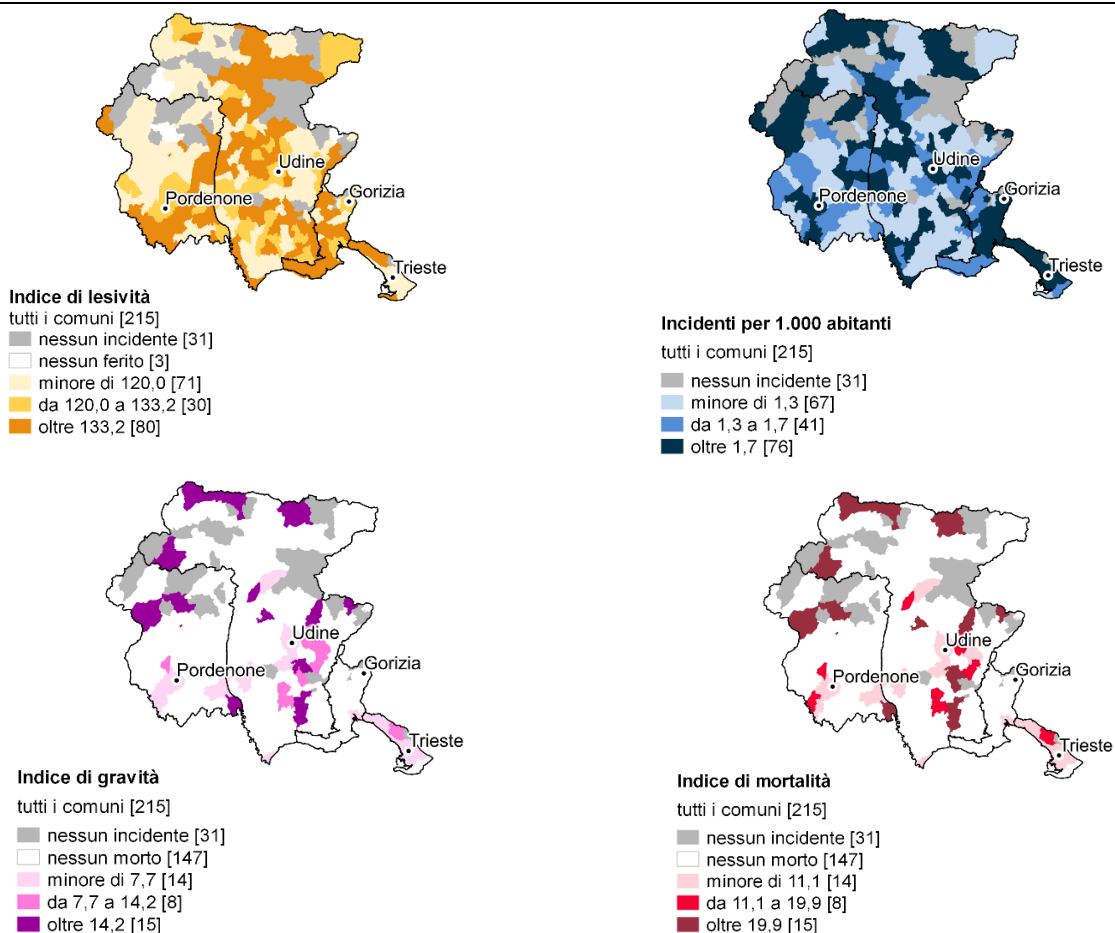 Udine
Pordenone
Gorizia
Trieste
Indice di lesività
tutti i comuni [215]
nessun incidente [31]
nessun ferito [3]
minore di 120,0 [71]
da 120,0 a 133,2 [30]
oltre 133,2 [80]
Udine
Gorizia
Pordenone
Trieste
Incidenti per 1.000 abitanti
tutti i comuni [215]
nessun incidente [31]
minore di 1,3 [67]
da 1,3 a 1,7 [41]
oltre 1,7 [76]
Udine
Pordenone
Gorizia
Trieste
Indice di gravità
tutti i comuni [215]
nessun incidente [31]
nessun morto [147]
minore di 7,7 [14]
da 7,7 a 14,2 [8]
oltre 14,2 [15]
Udine
Pordenone
Gorizia
Trieste
Indice di mortalità
tutti i comuni [215]
nessun incidente [31]
nessun morto [147]
minore di 11,1 [14]
da 11,1 a 19,9 [8]
oltre 19,9 [15]